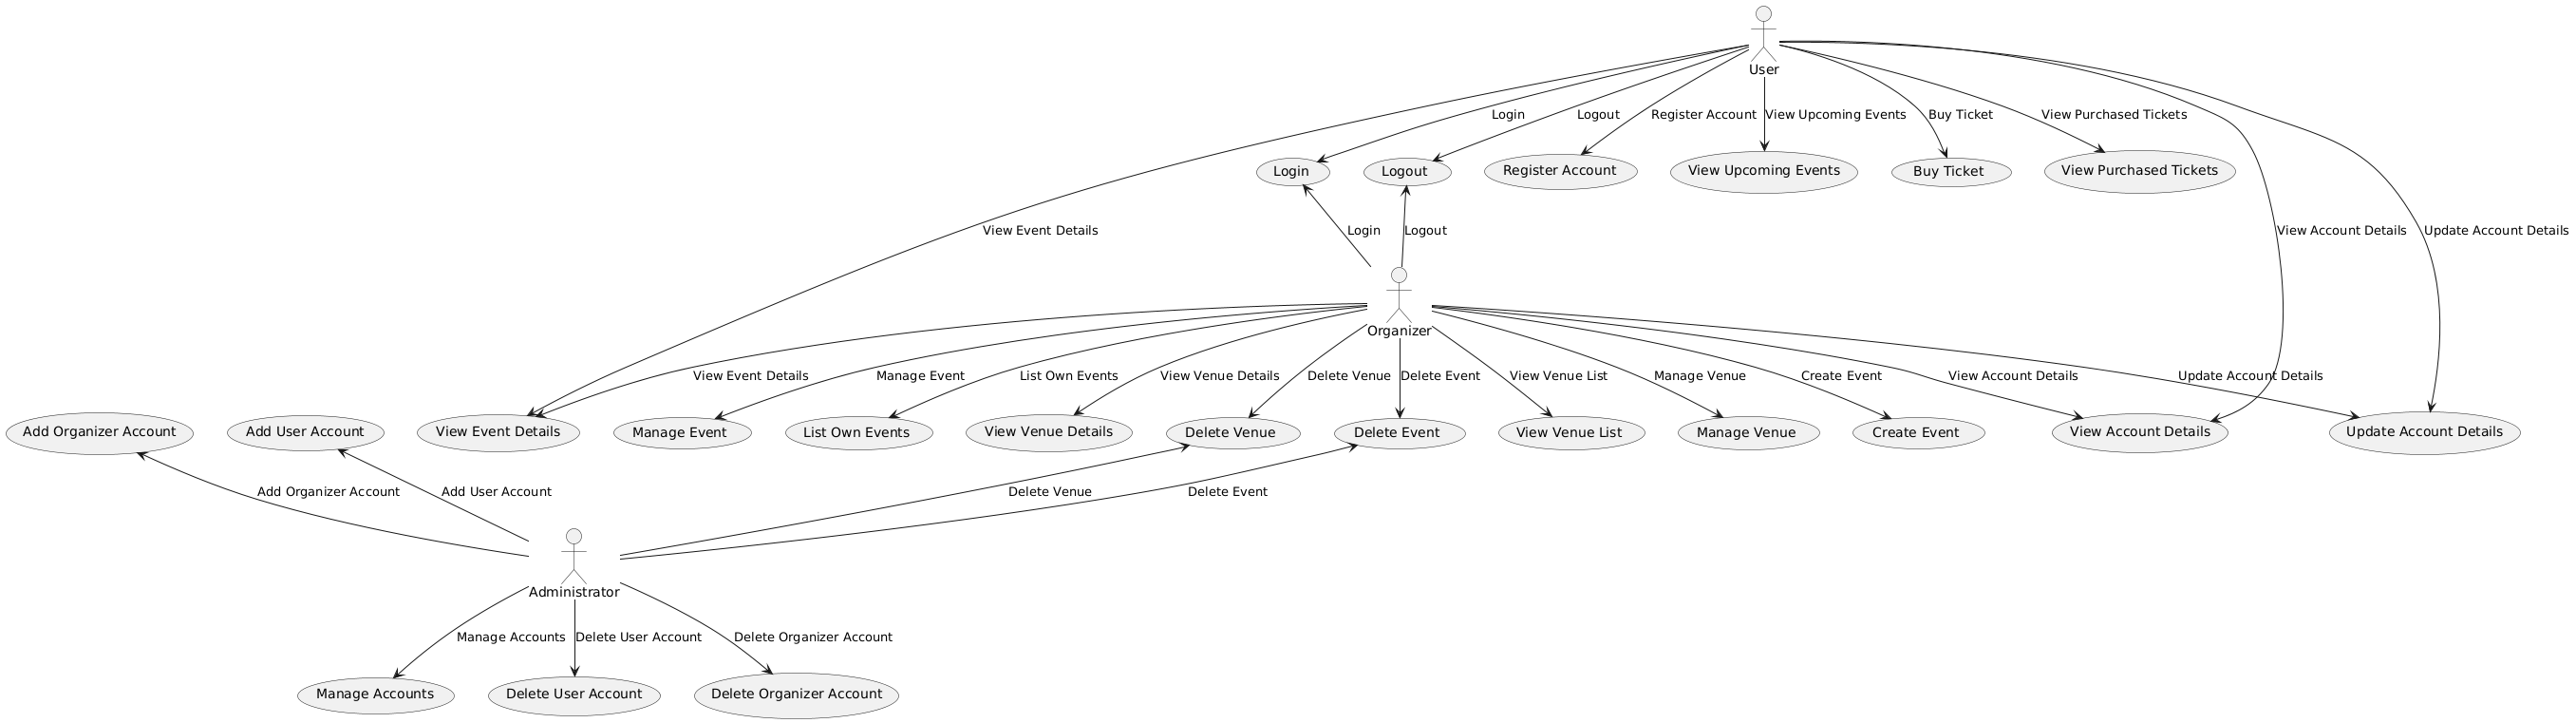 User
Login
Logout
Register Account
View Upcoming Events
Buy Ticket
View Purchased Tickets
Login
Logout
Register Account
View Upcoming Events
Buy Ticket
View Purchased Tickets
View Event Details
Login
Logout
View Account Details
Update Account Details
Organizer
View Event Details
Manage Event
List Own Events
View Venue Details
Delete Venue
Delete Event
View Venue List
Manage Venue
Create Event
View Account Details
Update Account Details
Add Organizer Account
Add User Account
View Event Details
Manage Event
List Own Events
View Venue Details
Delete Venue
Delete Event
View Venue List
Manage Venue
Create Event
View Account Details
Update Account Details
Add Organizer Account
Add User Account
Delete Venue
Delete Event
Administrator
Manage Accounts
Delete User Account
Delete Organizer Account
Manage Accounts
Delete User Account
Delete Organizer Account